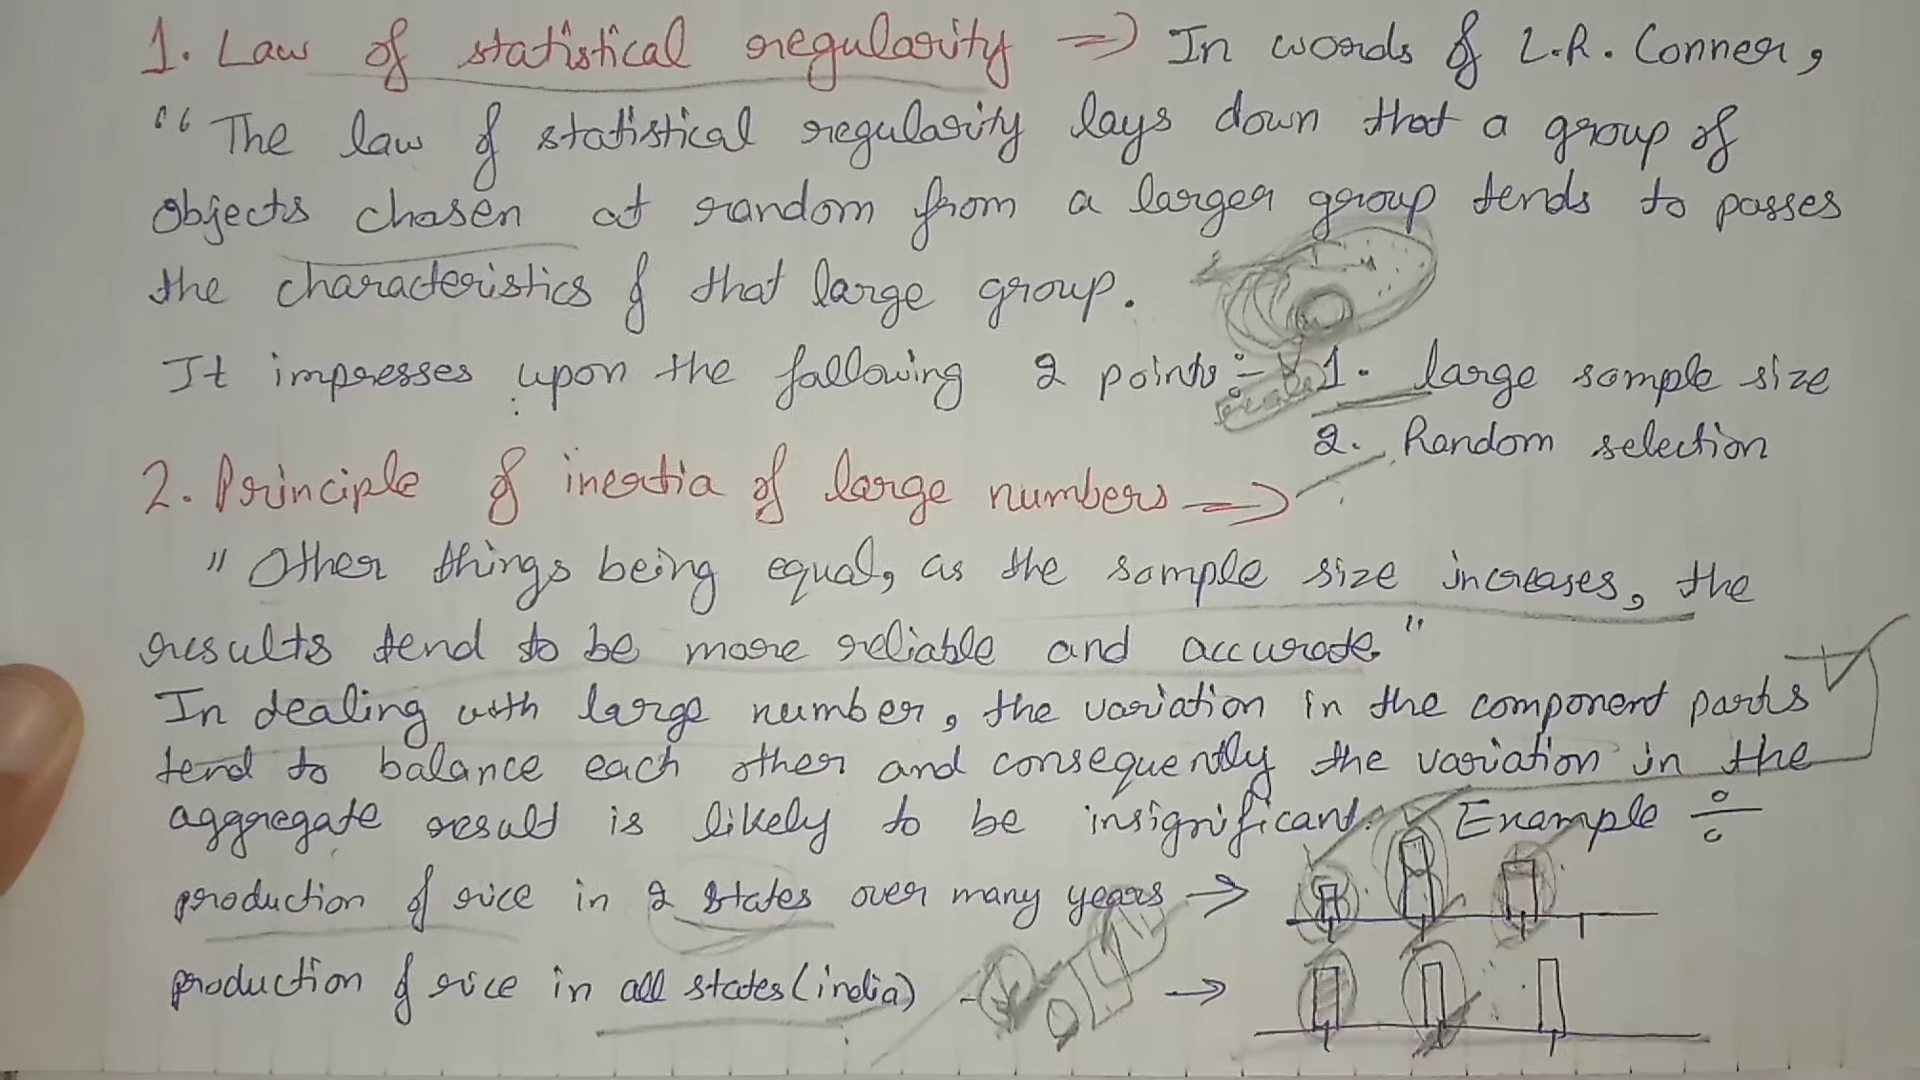 1. Law of statistical regularity ⇒ In words of L.R. Conner,
“The law of statistical regularity lays down that a group of
objects chosen at random from a larger group tends to posses
the characteristics of that large group.
It impresses upon the following 2 points :- 1. large sample size
2. Random selection
2. Principle of inertia of large numbers ⇒
"Other things being equal, as the sample size increases, the
results tend to be more reliable and accurate"
In dealing with large number, the variation in the component parts
tend to balance each other and consequently the variation in the
aggregate result is likely to be insignificant. Example ÷
production of rice in 2 states over many years →
production of rice in all states (india) - →